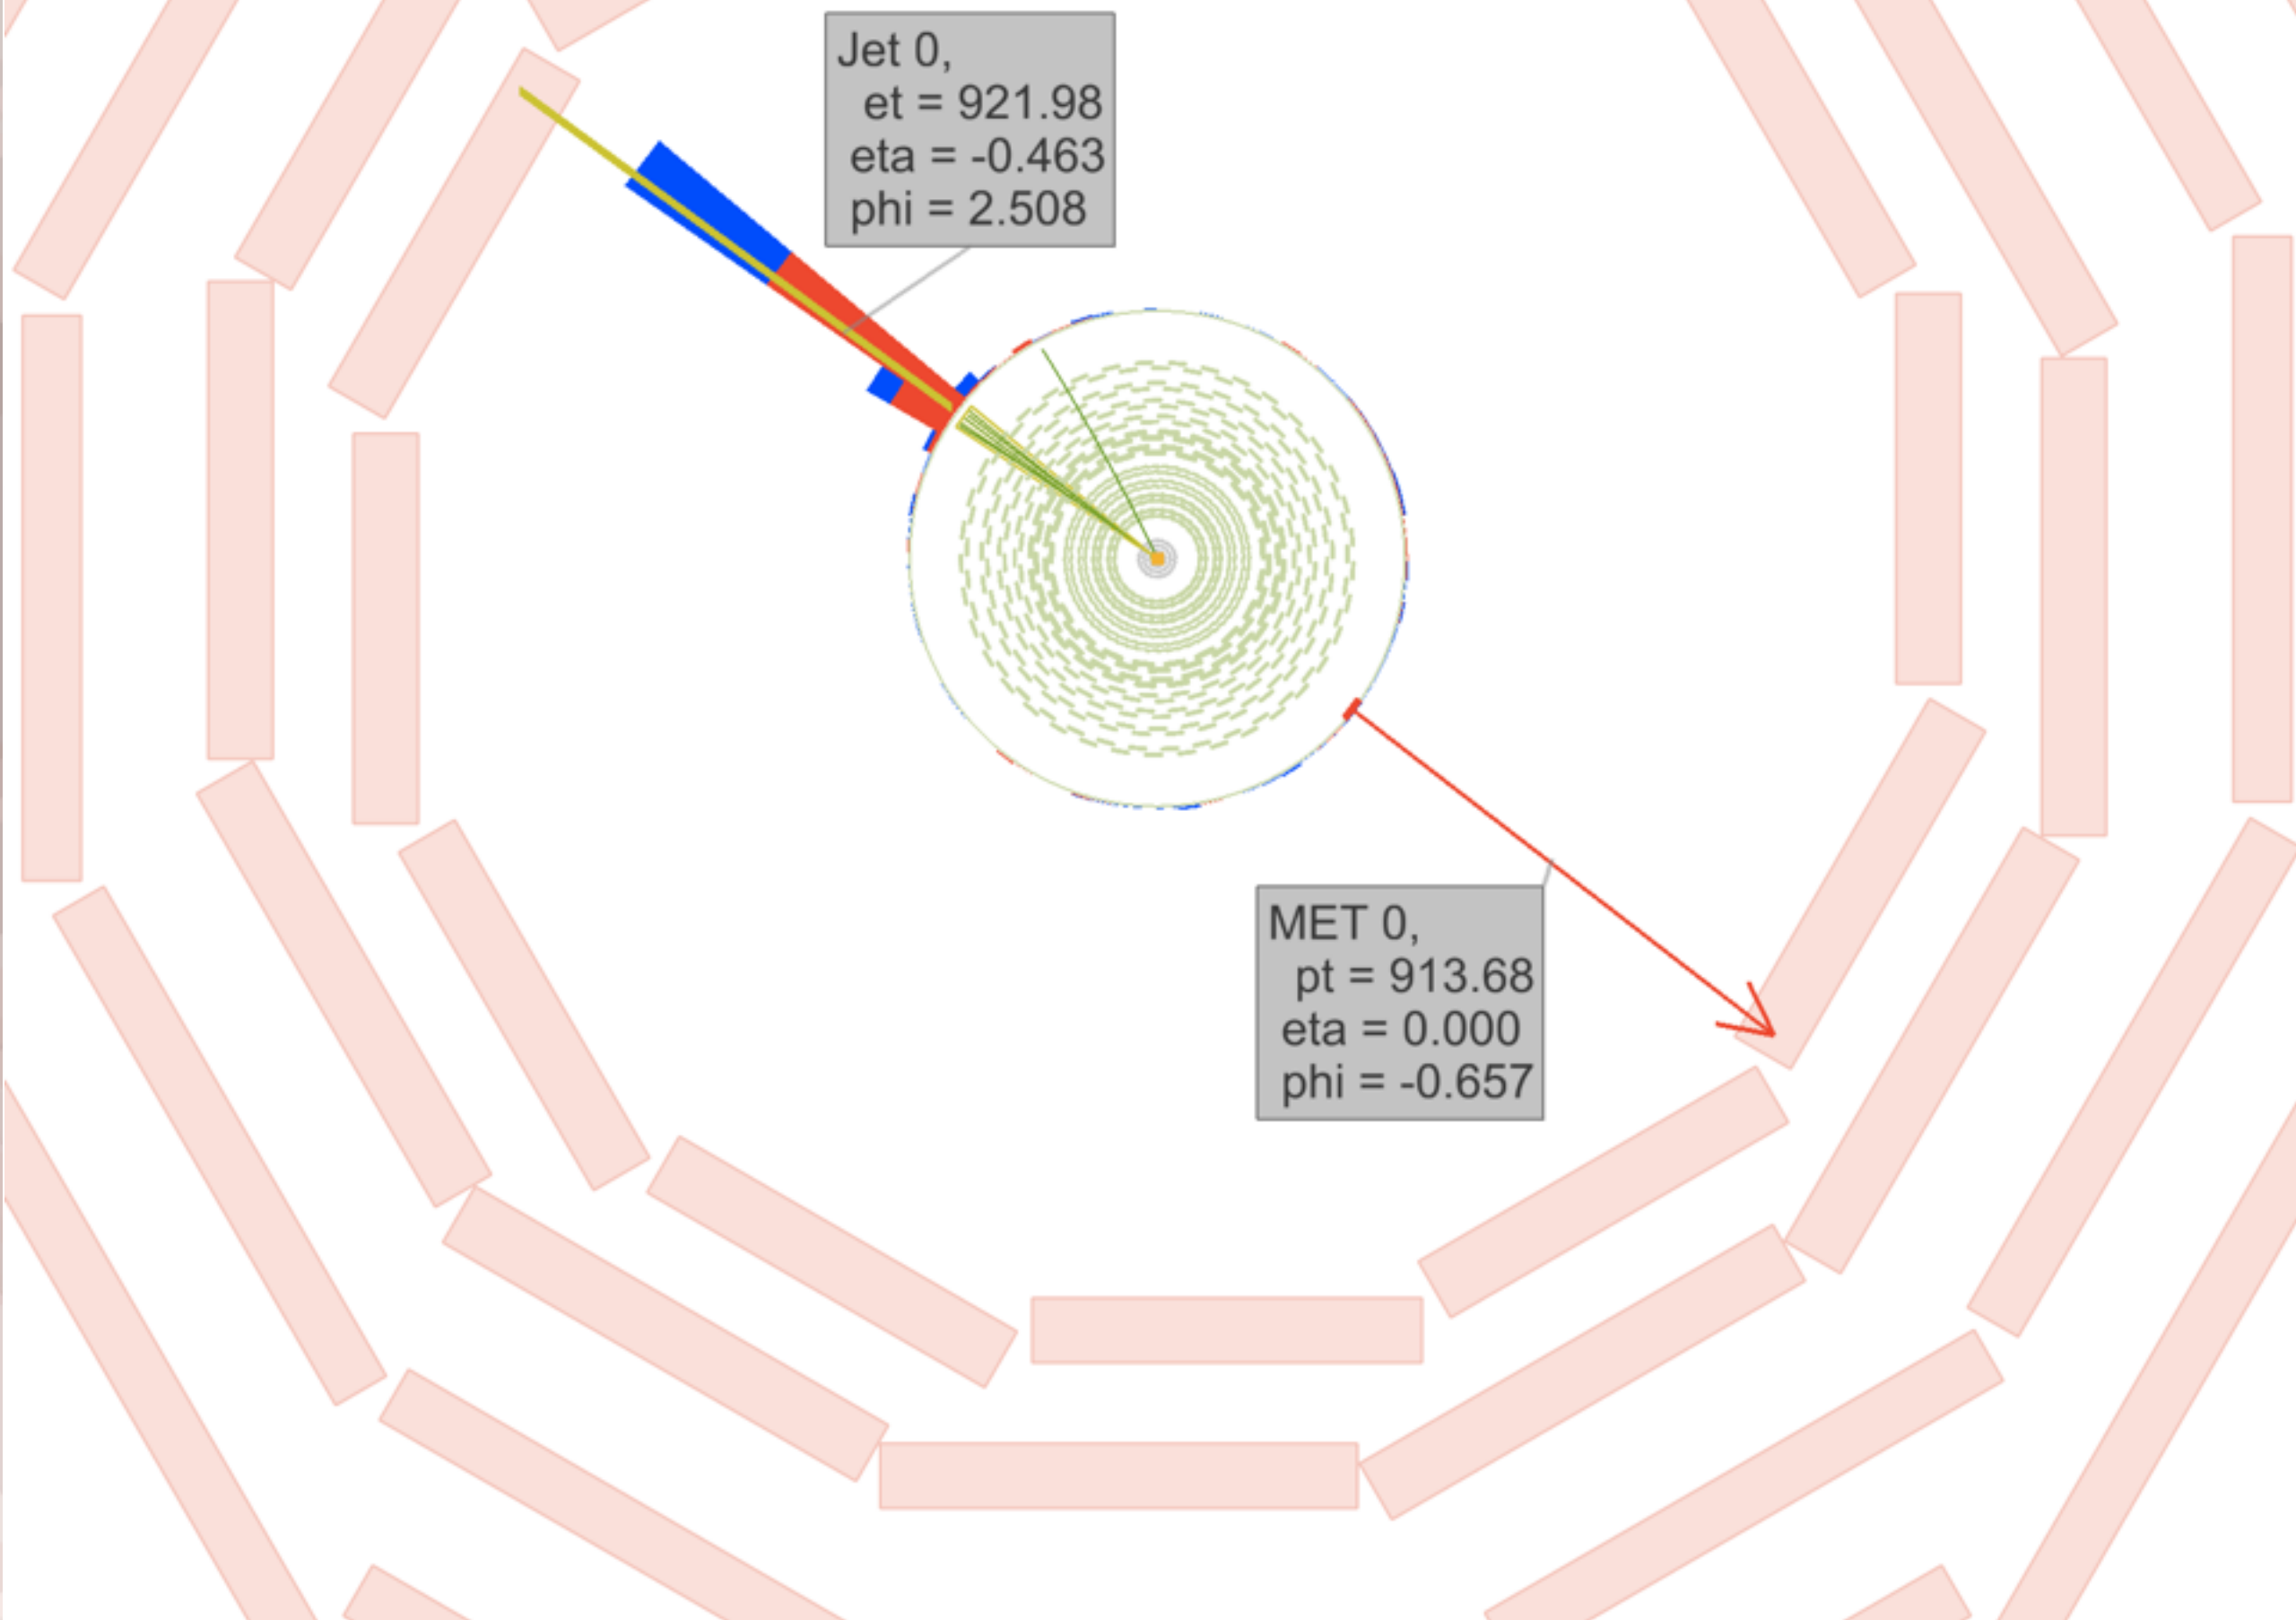 Jet 0,
et = 921.98
eta = -0.463
phi = 2.508
MET 0,
pt = 913.68
eta = 0.000
phi = -0.657